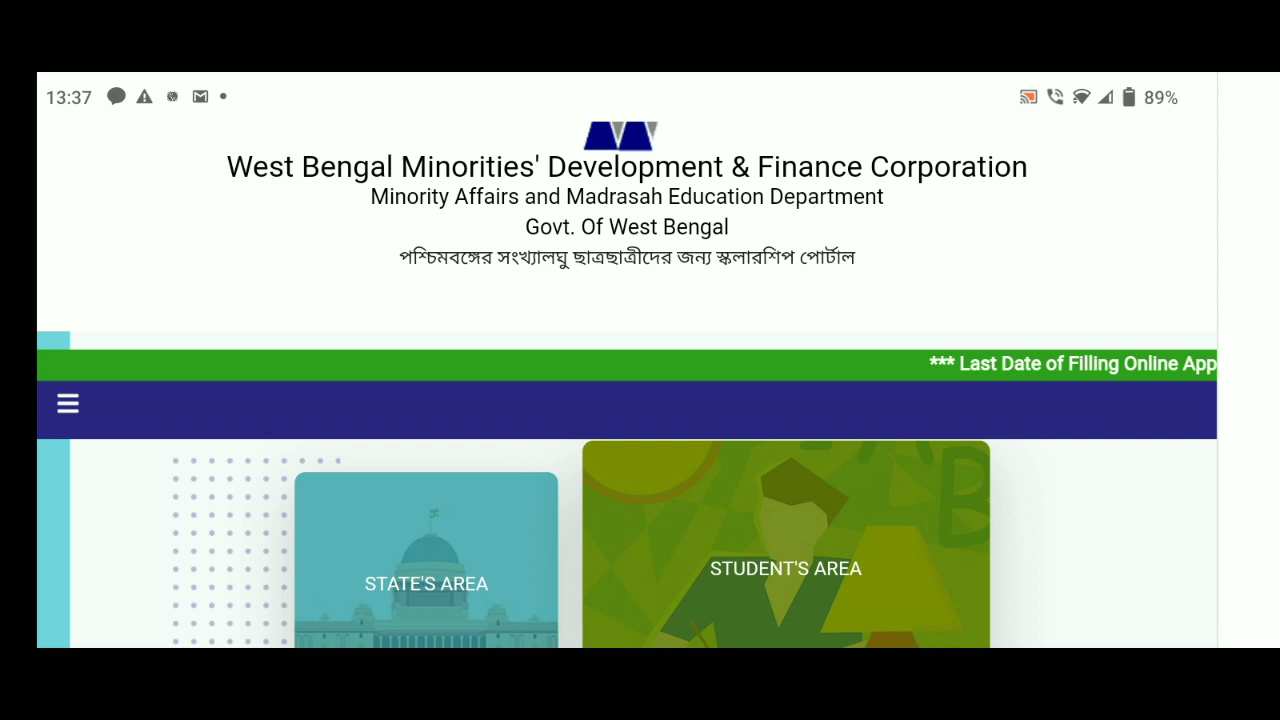 13:37
89%
West Bengal Minorities' Development & Finance Corporation
Minority Affairs and Madrasah Education Department
Govt. Of West Bengal
পশ্চিমবঙ্গের সংখ্যালঘু ছাত্রছাত্রীদের জন্য স্কলারশিপ পোর্টাল
*** Last Date of Filling Online App
STATE'S AREA
STUDENT'S AREA